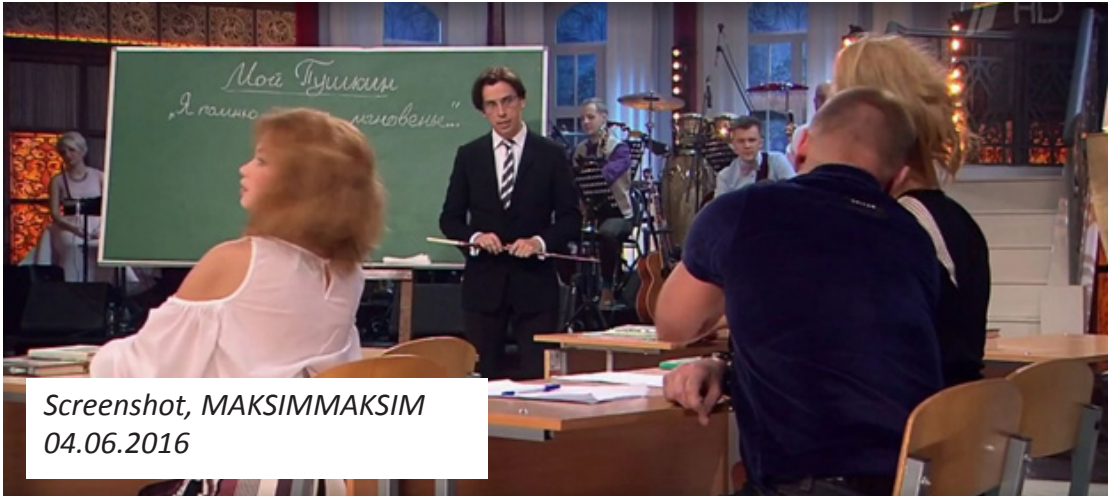 HD
Мой Пушкин
„Я помню мгновенье..."
Screenshot, MAKSIMMAKSIM
04.06.2016